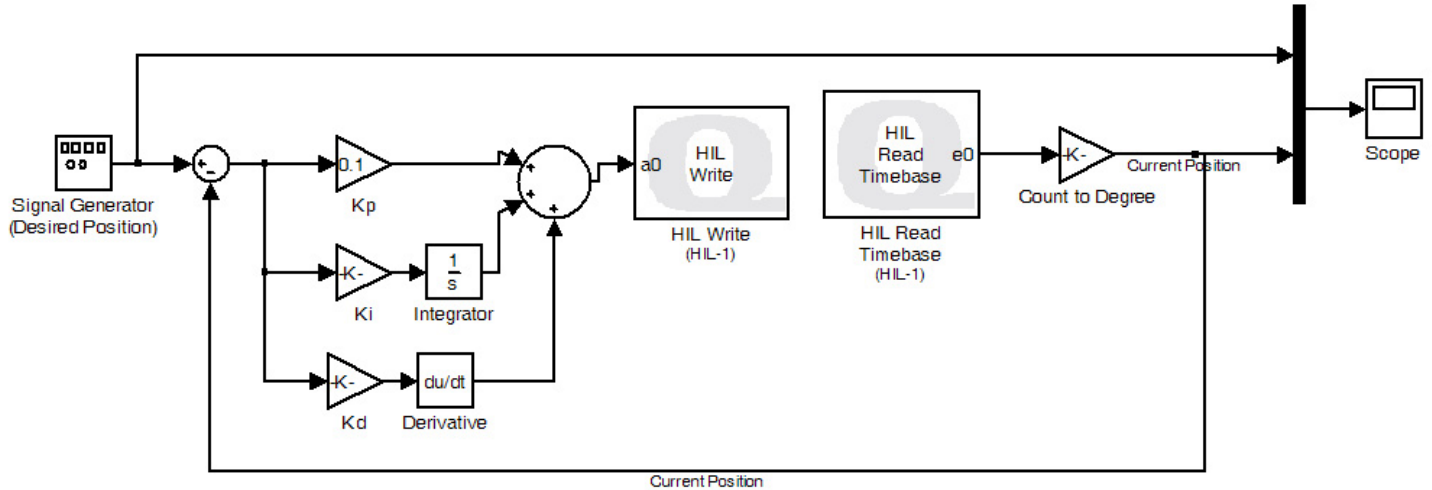 Signal Generator
(Desired Position)
+
-
0.1
Kp
-K-
Ki
1
s
Integrator
-K-
Kd
du/dt
Derivative
+
+
+
a0
HIL
Write
HIL Write
(HIL-1)
HIL
Read
Timebase
e0
HIL Read
Timebase
(HIL-1)
-K-
Count to Degree
Current Position
Scope
Current Position